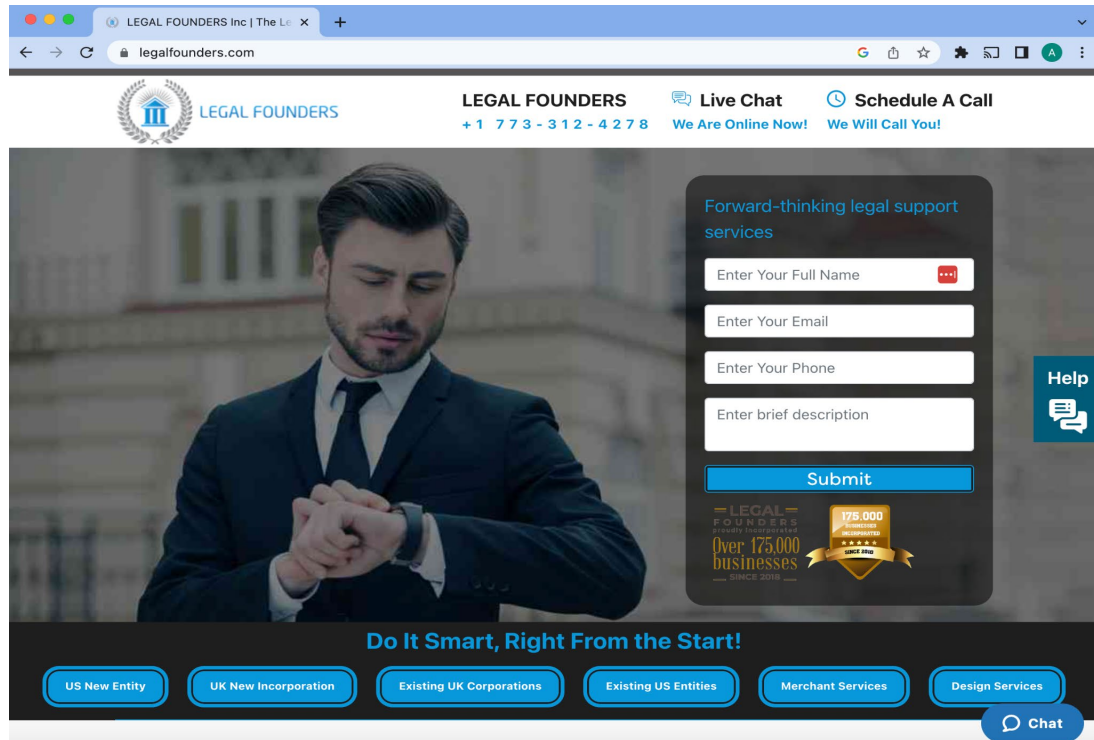 LEGAL FOUNDERS Inc | The Le
legalfounders.com
A
LEGAL FOUNDERS
LEGAL FOUNDERS
+1 773-312-4278
Live Chat
We Are Online Now!
Schedule A Call
We Will Call You!
Forward-thinking legal support
services
Enter Your Full Name
Enter Your Email
Enter Your Phone
Enter brief description
Submit
LEGAL
FOUNDERS
proudly Incorporated
Over 175,000
businesses
SINCE 2018
175.000
BUSINESSES
INCORPORATED
SINCE 2018
Help
Do It Smart, Right From the Start!
US New Entity
UK New Incorporation
Existing UK Corporations
Existing US Entities
Merchant Services
Design Services
Chat